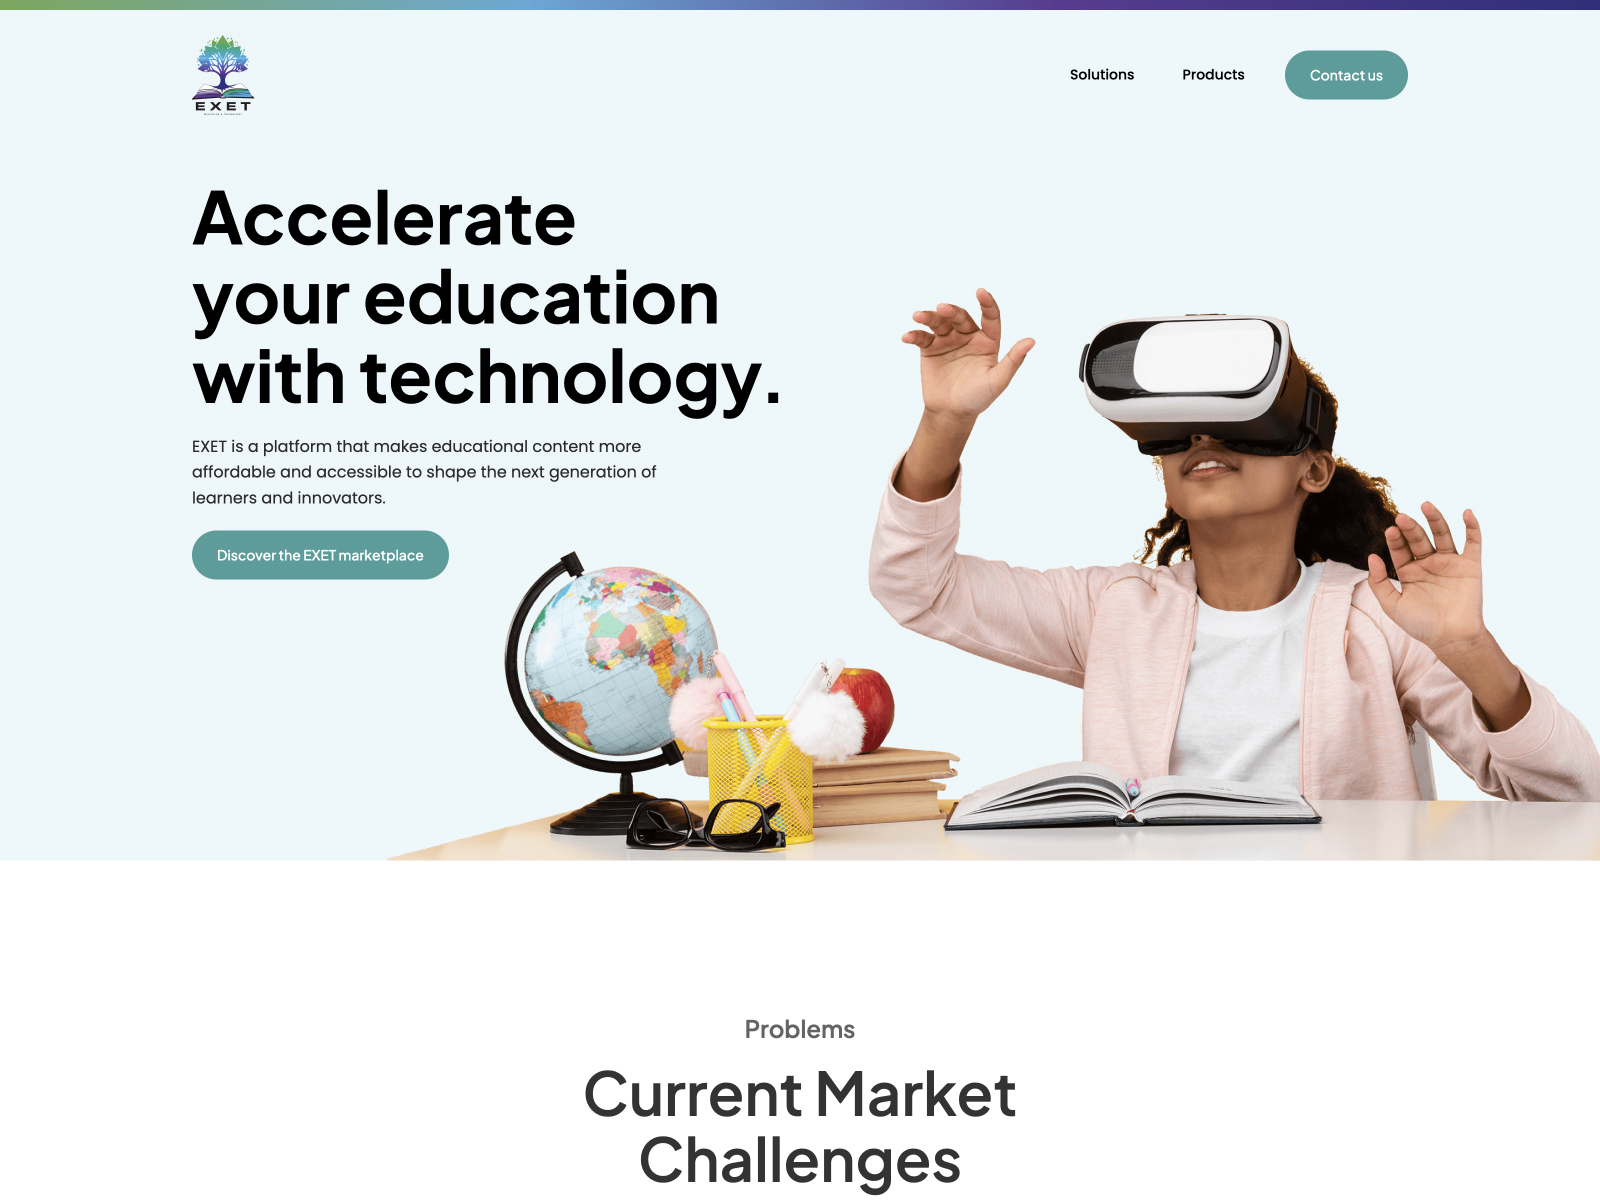 EXET
Solutions
Products
Contact us
Accelerate
your education
with technology.
EXET is a platform that makes educational content more
affordable and accessible to shape the next generation of
learners and innovators.
Discover the EXET marketplace
Problems
Current Market
Challenges